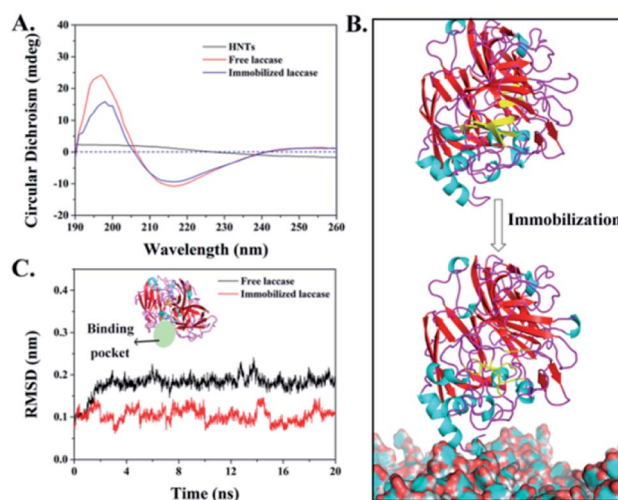 A.
40
30
20
10
0
-10
-20
190 200 210 220 230 240 250 260
Circular Dichroism (mdeg)
Wavelength (nm)
HNTs
Free laccase
Immobilized laccase
B.
Immobilization
C.
0.4
0.3
0.2
0.1
0.0
0 4 8 12 16 20
RMSD (nm)
Time (ns)
Free laccase
Immobilized laccase
Binding
pocket